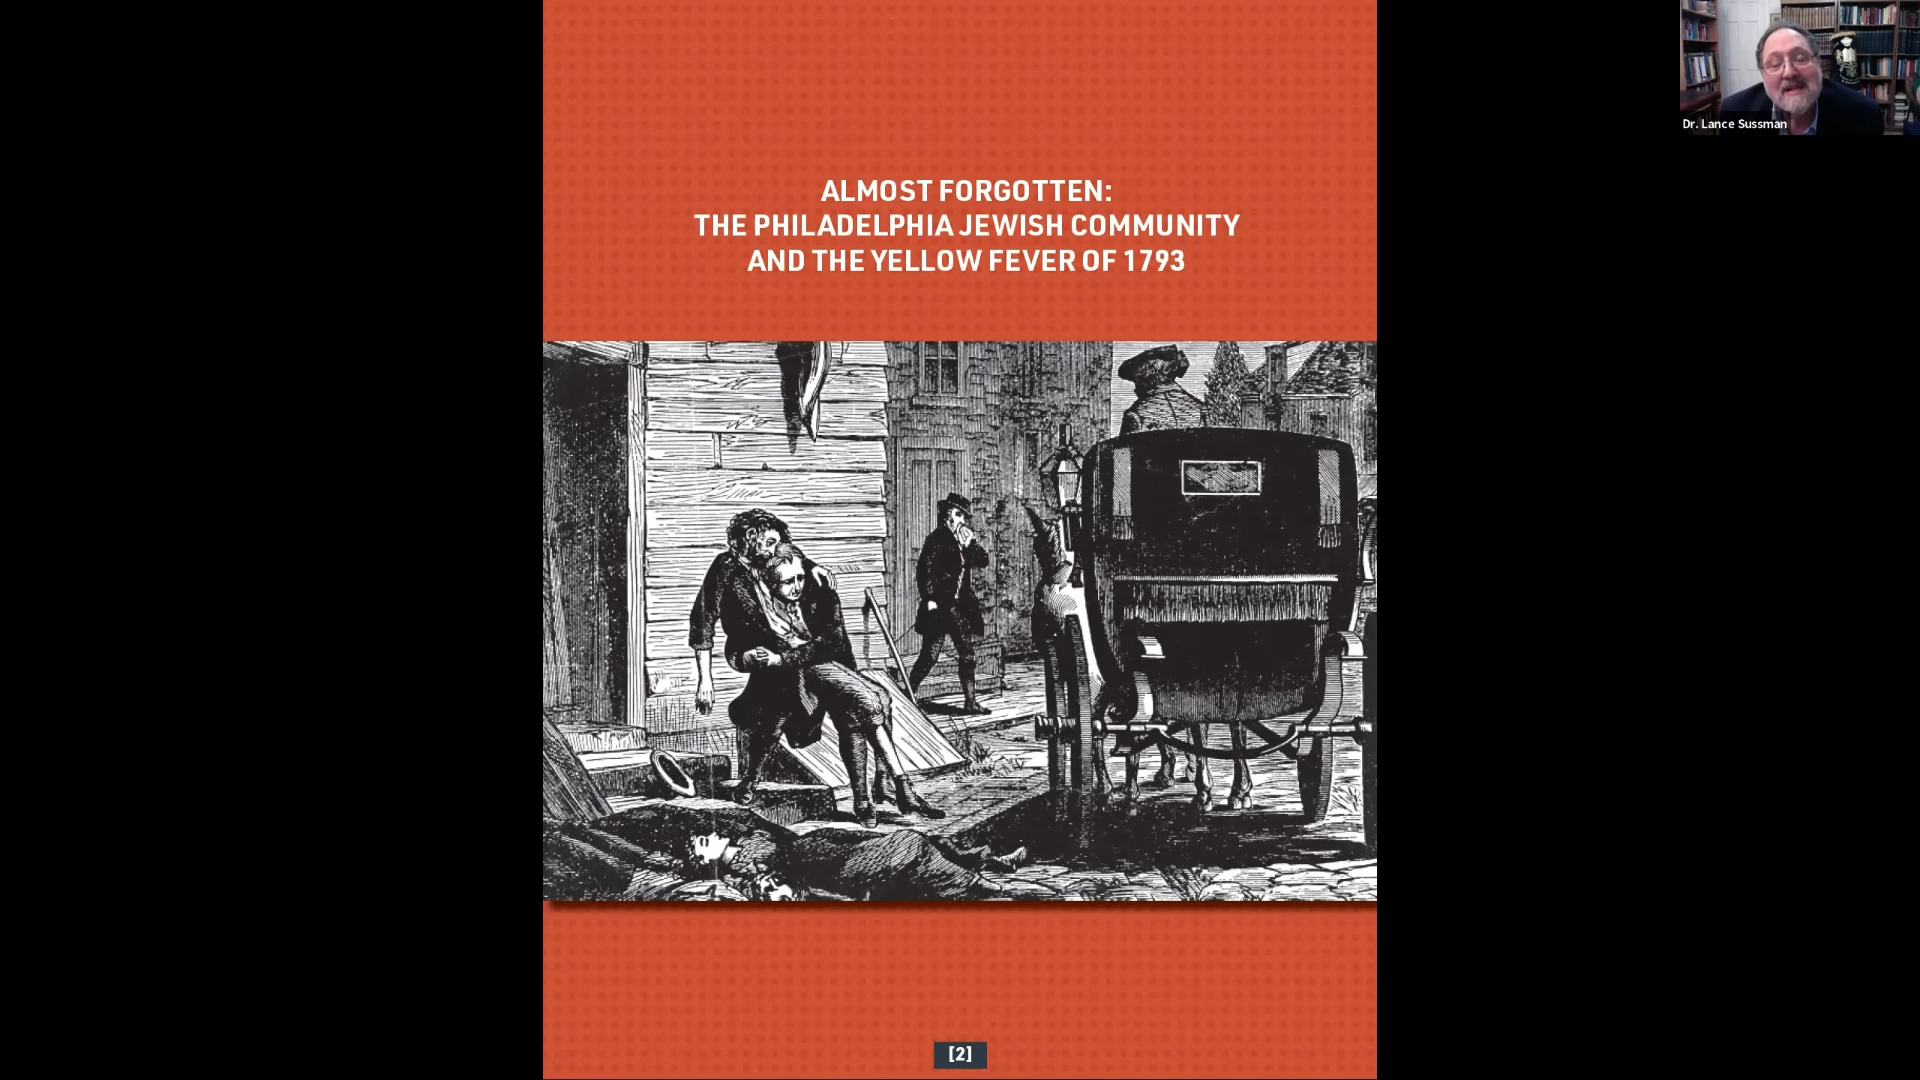 ALMOST FORGOTTEN:
THE PHILADELPHIA JEWISH COMMUNITY
AND THE YELLOW FEVER OF 1793
Dr. Lance Sussman
[2]